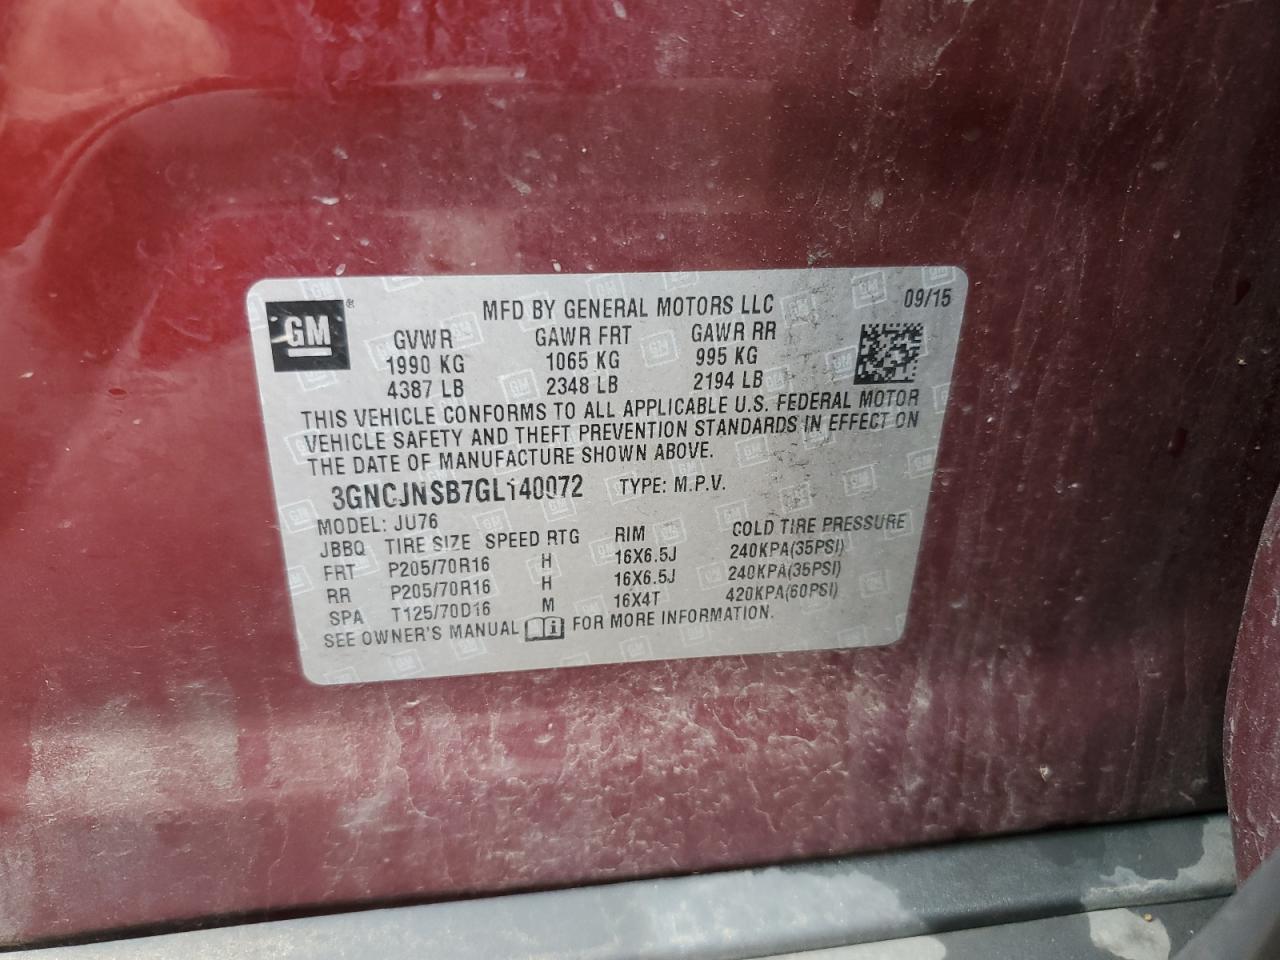 GM ®
MFD BY GENERAL MOTORS LLC 09/15
GVWR GAWR FRT GAWR RR
1990 KG 1065 KG 995 KG
4387 LB 2348 LB 2194 LB
THIS VEHICLE CONFORMS TO ALL APPLICABLE U.S. FEDERAL MOTOR
VEHICLE SAFETY AND THEFT PREVENTION STANDARDS IN EFFECT ON
THE DATE OF MANUFACTURE SHOWN ABOVE.
3GNCJNSB7GL140072 TYPE: M.P.V.
MODEL: JU76
JBBQ TIRE SIZE SPEED RTG RIM COLD TIRE PRESSURE
FRT P205/70R16 H 16X6.5J 240KPA(35PSI)
RR P205/70R16 H 16X6.5J 240KPA(35PSI)
SPA T125/70D16 M 16X4T 420KPA(60PSI)
SEE OWNER'S MANUAL i FOR MORE INFORMATION.